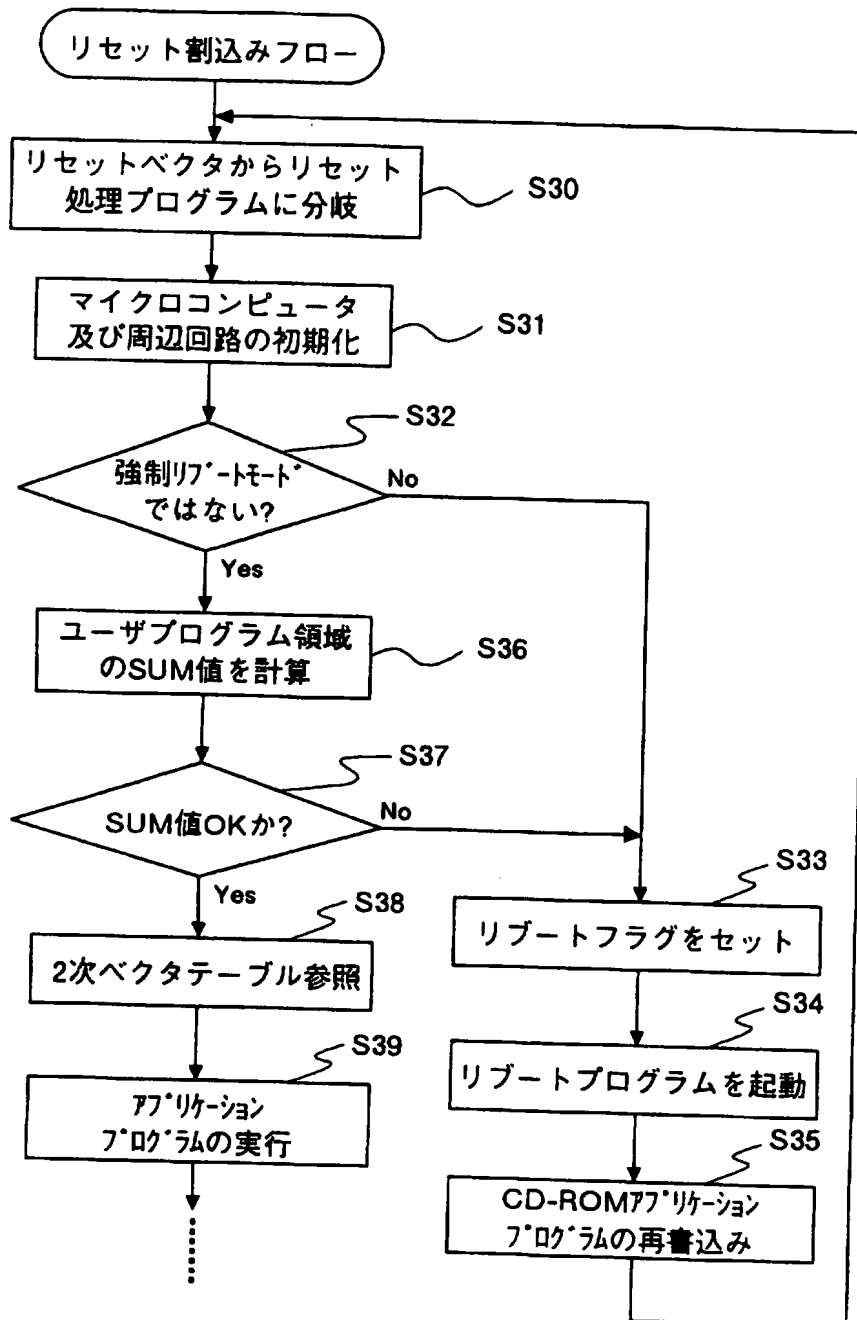 リセット割込みフロー
リセットベクタからリセット
処理プログラムに分岐
S30
マイクロコンピュータ
及び周辺回路の初期化
S31
S32
強制ﾘﾌﾞｰﾄﾓｰﾄﾞ
ではない?
No
Yes
ユーザプログラム領域
のSUM値を計算
S36
S37
SUM値OKか?
No
Yes
S33
リブートフラグをセット
S38
2次ベクタテーブル参照
S34
リブートプログラムを起動
S39
ｱﾌﾟﾘｹｰｼｮﾝ
ﾌﾟﾛｸﾞﾗﾑの実行
S35
CD-ROMｱﾌﾟﾘｹｰｼｮﾝ
ﾌﾟﾛｸﾞﾗﾑの再書込み